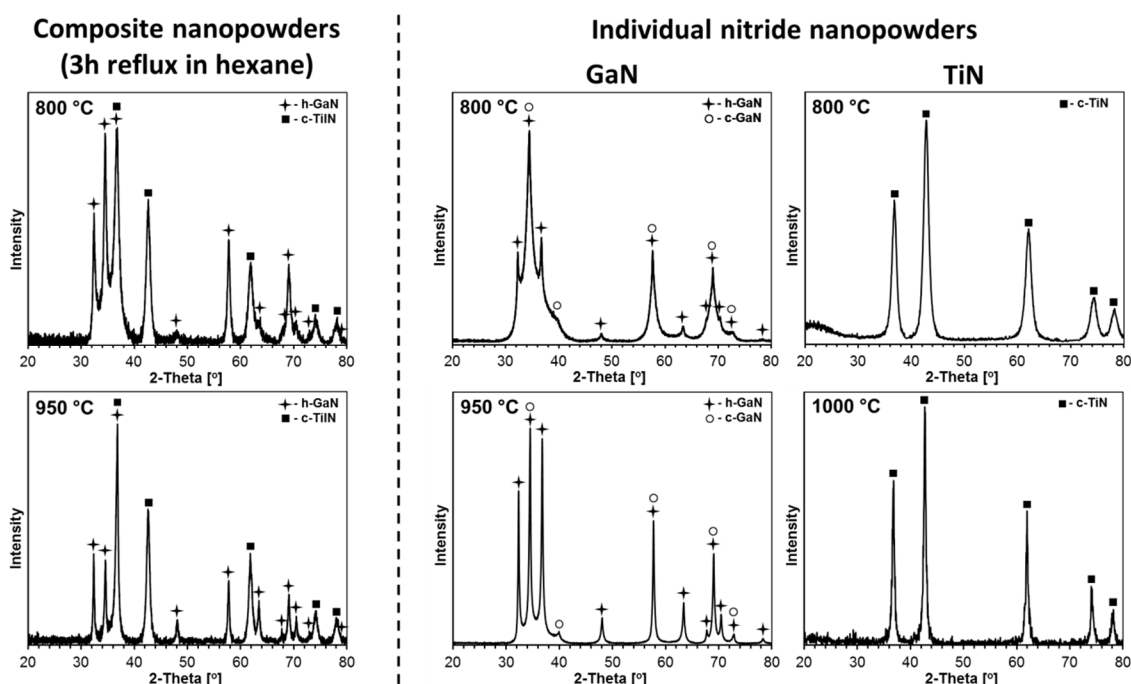 Composite nanopowders
(3h reflux in hexane)
Individual nitride nanopowders
GaN
TiN
800 °C
- h-GaN
- c-TiIN
Intensity
20 30 40 50 60 70 80
2-Theta [º]
800 °C
- h-GaN
- c-GaN
Intensity
20 30 40 50 60 70 80
2-Theta [º]
800 °C
- c-TiN
Intensity
20 30 40 50 60 70 80
2-Theta [º]
950 °C
- h-GaN
- c-TiIN
Intensity
20 30 40 50 60 70 80
2-Theta [º]
950 °C
- h-GaN
- c-GaN
Intensity
20 30 40 50 60 70 80
2-Theta [º]
1000 °C
- c-TiN
Intensity
20 30 40 50 60 70 80
2-Theta [º]